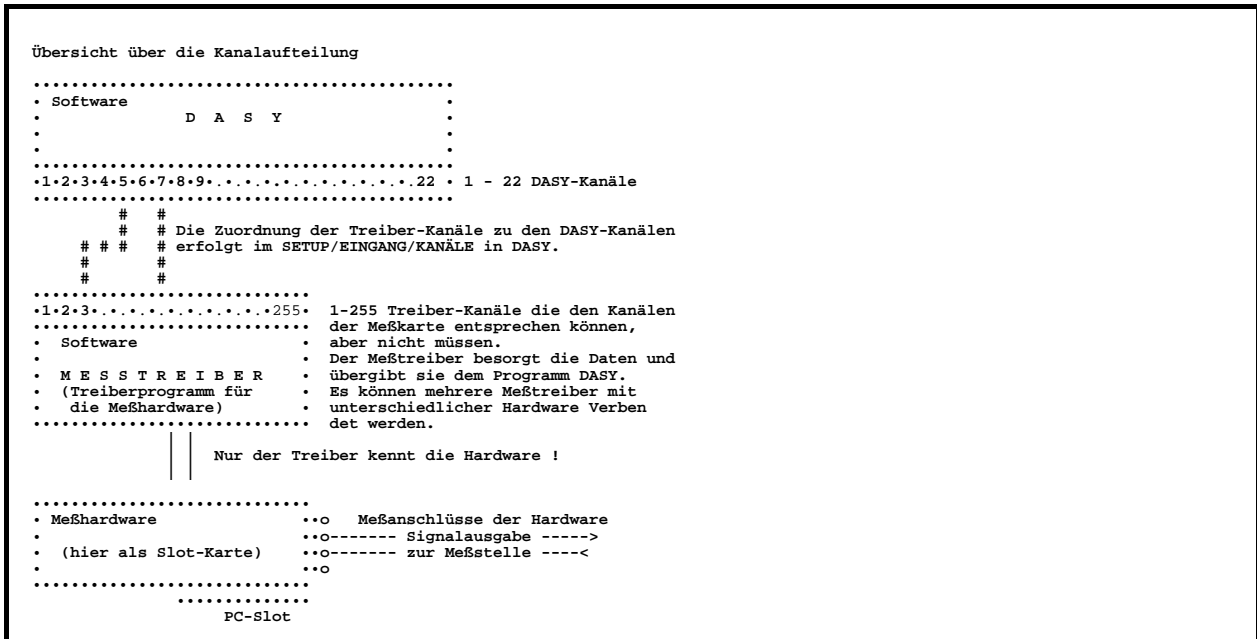 Übersicht über die Kanalaufteilung
••••••••••••••••••••••••••••••••••••••••••••
• Software                                 •
•               D  A  S  Y                 •
•                                          •
•                                          •
••••••••••••••••••••••••••••••••••••••••••••
•1•2•3•4•5•6•7•8•9•.•.•.•.•.•.•.•.•.•.•.22 • 1 - 22 DASY-Kanäle
••••••••••••••••••••••••••••••••••••••••••••
         #   #
         #   # Die Zuordnung der Treiber-Kanäle zu den DASY-Kanälen
     # # #   # erfolgt im SETUP/EINGANG/KANÄLE in DASY.
     #       #
     #       #
•••••••••••••••••••••••••••••
•1•2•3•.•.•.•.•.•.•.•.•.•255•  1-255 Treiber-Kanäle die den Kanälen
•••••••••••••••••••••••••••••  der Meßkarte entsprechen können,
•  Software                 •  aber nicht müssen.
•                           •  Der Meßtreiber besorgt die Daten und
•  M E S S T R E I B E R    •  übergibt sie dem Programm DASY.
•  (Treiberprogramm für     •  Es können mehrere Meßtreiber mit
•   die Meßhardware)        •  unterschiedlicher Hardware Verben
•••••••••••••••••••••••••••••  det werden.
Nur der Treiber kennt die Hardware !
•••••••••••••••••••••••••••••
• Meßhardware               ••o   Meßanschlüsse der Hardware
•                           ••o------- Signalausgabe ----->
•  (hier als Slot-Karte)    ••o------- zur Meßstelle ----<
•                           ••o
•••••••••••••••••••••••••••••
               ••••••••••••••
PC-Slot